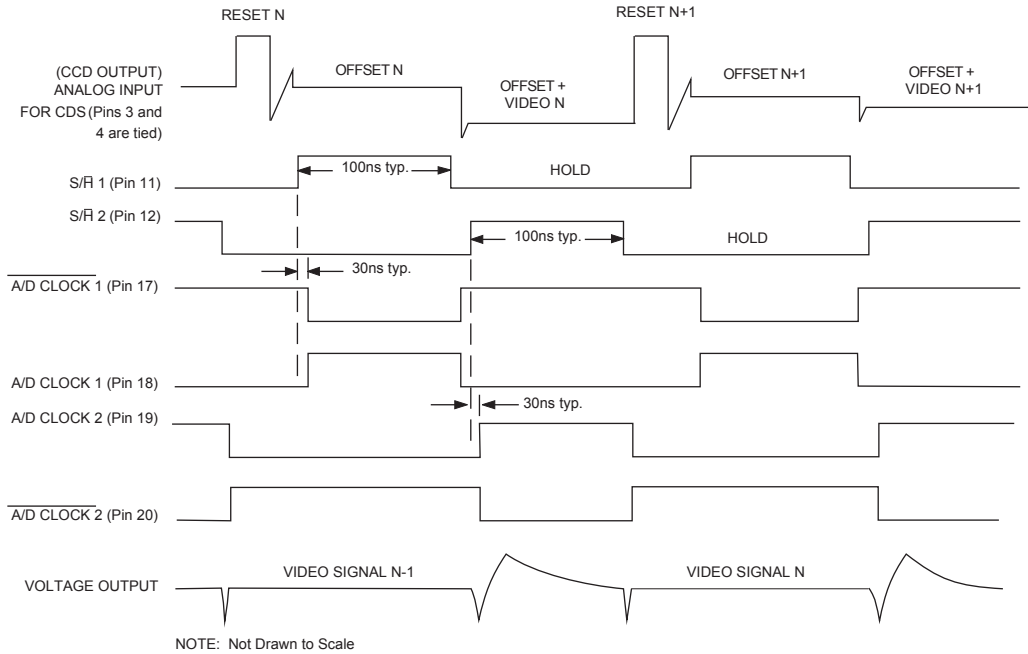 RESET N
RESET N+1
(CCD OUTPUT)
ANALOG INPUT
FOR CDS (Pins 3 and
4 are tied)
OFFSET N
OFFSET +
VIDEO N
OFFSET N+1
OFFSET +
VIDEO N+1
S/H̅ 1 (Pin 11)
100ns typ.
HOLD
S/H̅ 2 (Pin 12)
100ns typ.
HOLD
30ns typ.
A/D CLOCK 1 (Pin 17)
A/D CLOCK 1 (Pin 18)
30ns typ.
A/D CLOCK 2 (Pin 19)
A/D CLOCK 2 (Pin 20)
VOLTAGE OUTPUT
VIDEO SIGNAL N-1
VIDEO SIGNAL N
NOTE: Not Drawn to Scale